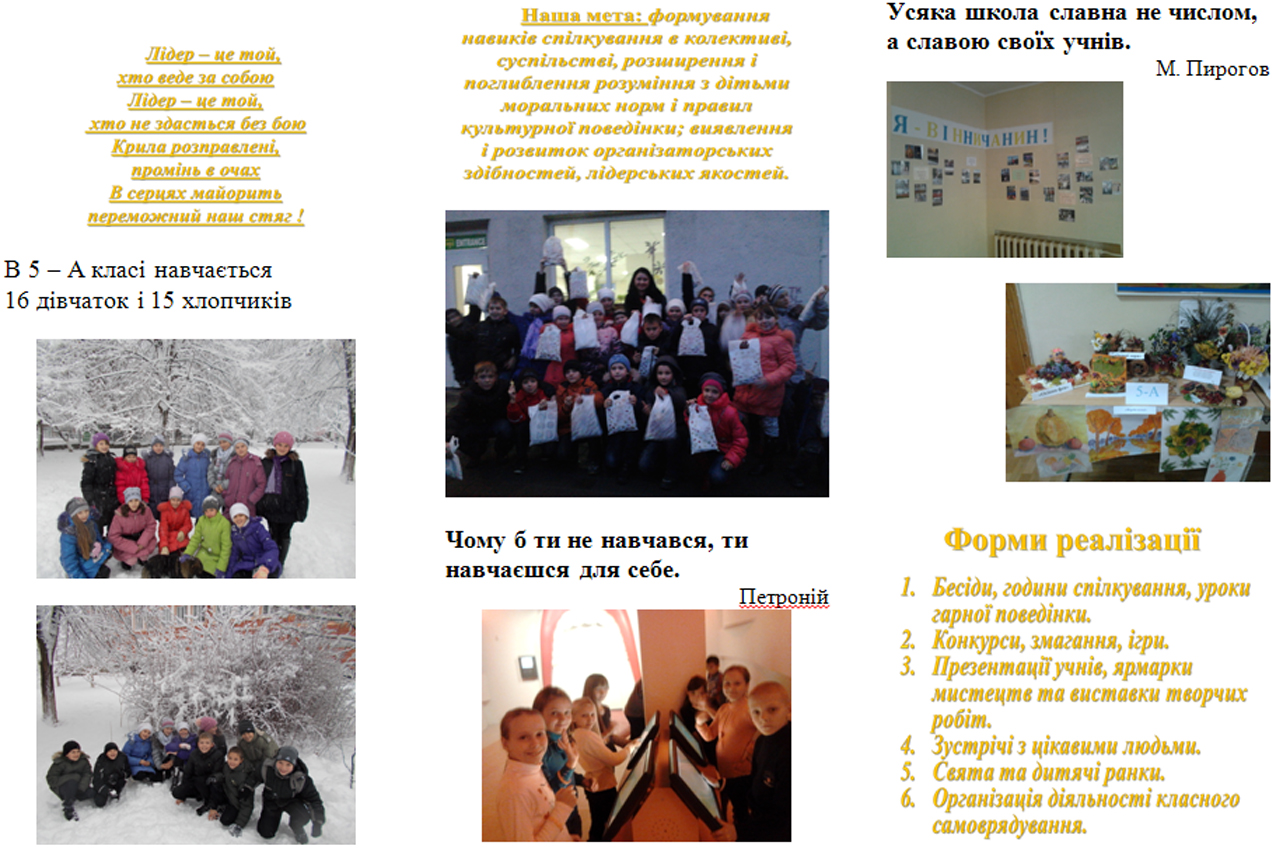 Лідер – це той,
хто веде за собою
Лідер – це той,
хто не здасться без бою
Крила розправлені,
промінь в очах
В серцях майорить
переможний наш стяг !
В 5 – А класі навчається
16 дівчаток і 15 хлопчиків
Наша мета: формування
навиків спілкування в колективі,
суспільстві, розширення і
поглиблення розуміння з дітьми
моральних норм і правил
культурної поведінки; виявлення
і розвиток організаторських
здібностей, лідерських якостей.
ENTRANCE
Чому б ти не навчався, ти
навчаєшся для себе.
Петроній
Усяка школа славна не числом,
а славою своїх учнів.
М. Пирогов
Я - ВІННИЧАНИН!
5-А
Форми реалізації
1. Бесіди, години спілкування, уроки
гарної поведінки.
2. Конкурси, змагання, ігри.
3. Презентації учнів, ярмарки
мистецтв та виставки творчих
робіт.
4. Зустрічі з цікавими людьми.
5. Свята та дитячі ранки.
6. Організація діяльності класного
самоврядування.